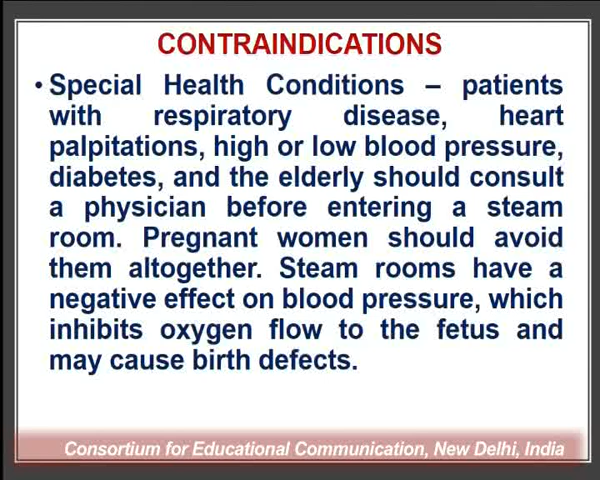 CONTRAINDICATIONS
• Special Health Conditions – patients
with respiratory disease, heart
palpitations, high or low blood pressure,
diabetes, and the elderly should consult
a physician before entering a steam
room. Pregnant women should avoid
them altogether. Steam rooms have a
negative effect on blood pressure, which
inhibits oxygen flow to the fetus and
may cause birth defects.
Consortium for Educational Communication, New Delhi, India